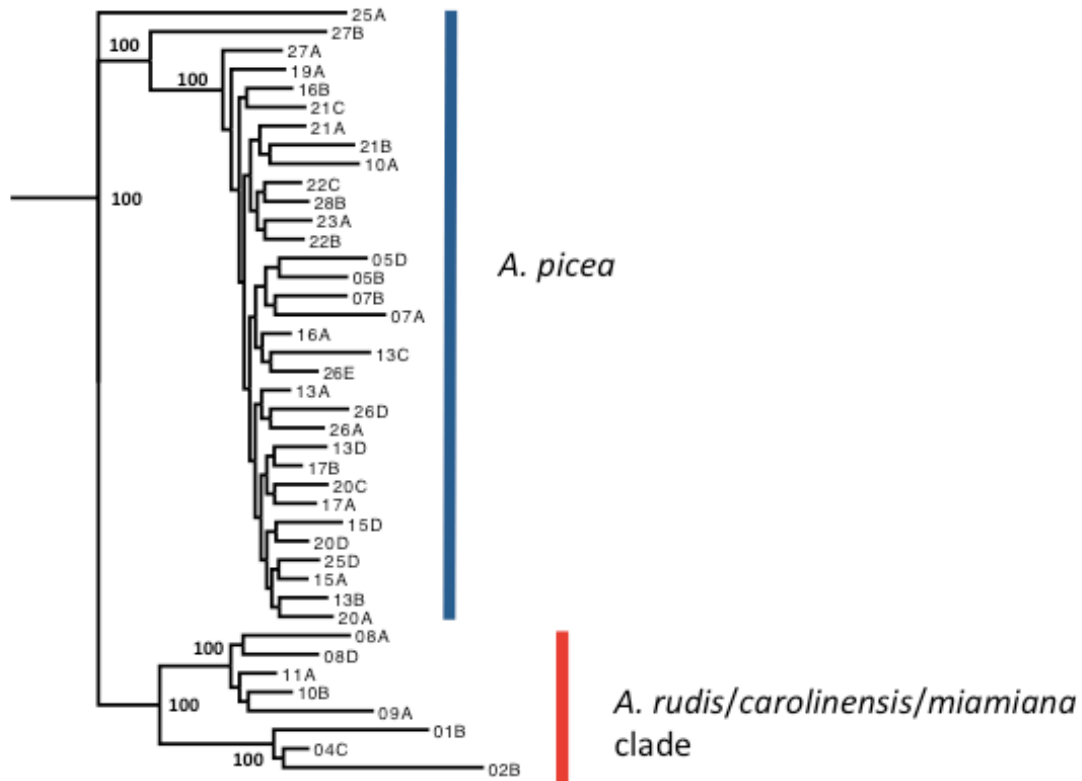 25A
100
27B
27A
100
19A
16B
21C
21A
21B
10A
22C
100
28B
23A
22B
05D
A. picea
05B
07B
07A
16A
13C
26E
13A
26D
26A
13D
17B
20C
17A
15D
20D
25D
15A
13B
20A
08A
100
08D
11A
10B
100
09A
A. rudis/carolinensis/miamiana
clade
01B
04C
100
02B